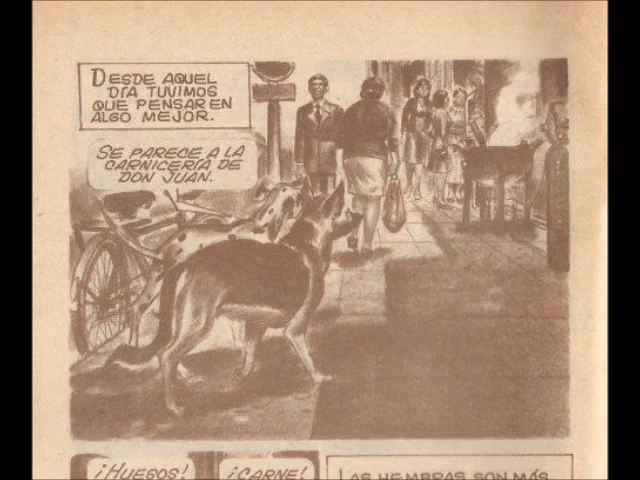 DESDE AQUEL
DÍA TUVIMOS
QUE PENSAR EN
ALGO MEJOR.
SE PARECE A LA
CARNICERÍA DE
DON JUAN.
¡HUESOS!
¡CARNE!
LAS HEMBRAS SON MÁS